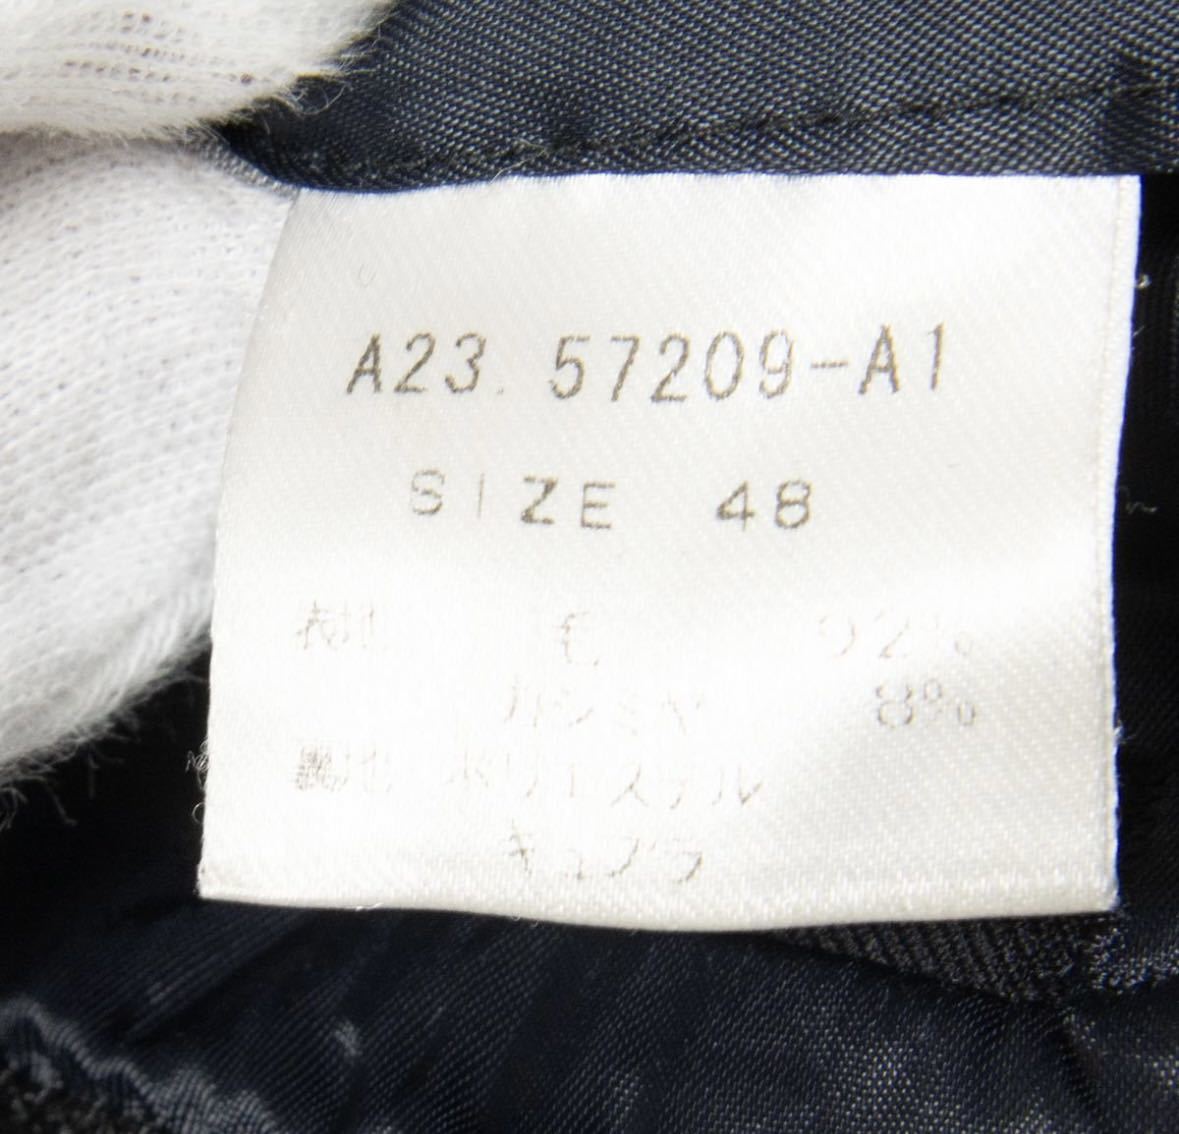 A23. 57209-A1
SIZE 48
表地 毛 92%
カシミヤ 8%
裏地 ポリエステル
キュプラ